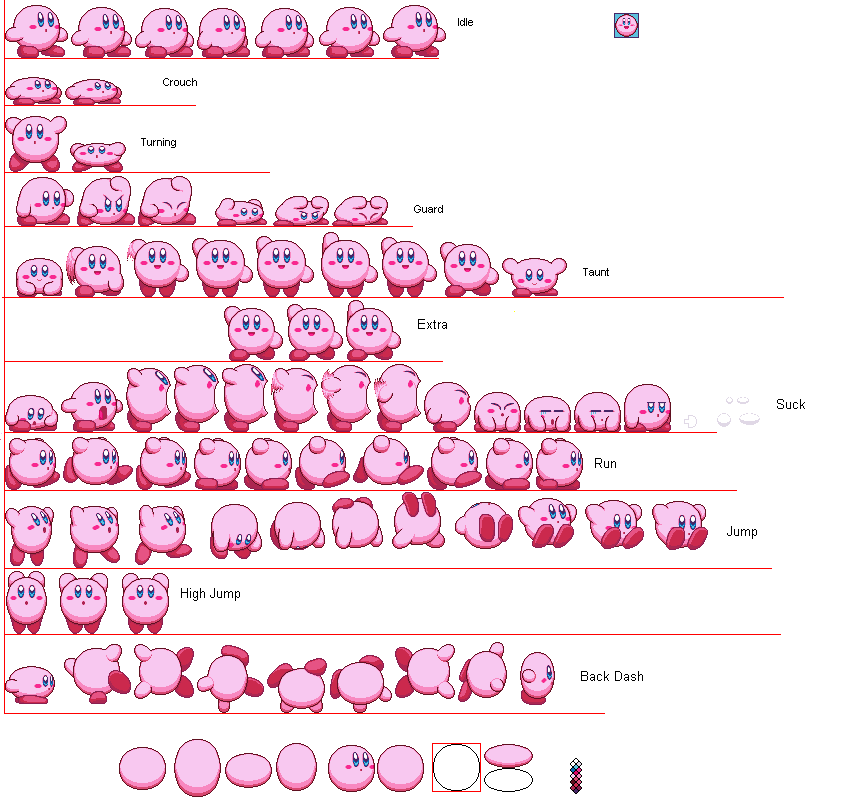 Idle
Crouch
Turning
Guard
Taunt
Extra
Suck
Run
Jump
High Jump
Back Dash